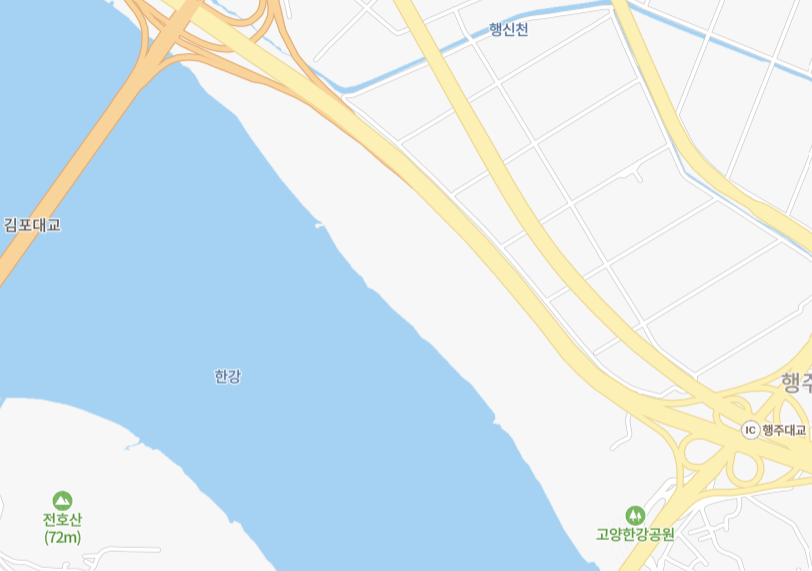 행신천
김포대교
한강
행주
IC 행주대교
전호산
(72m)
고양한강공원